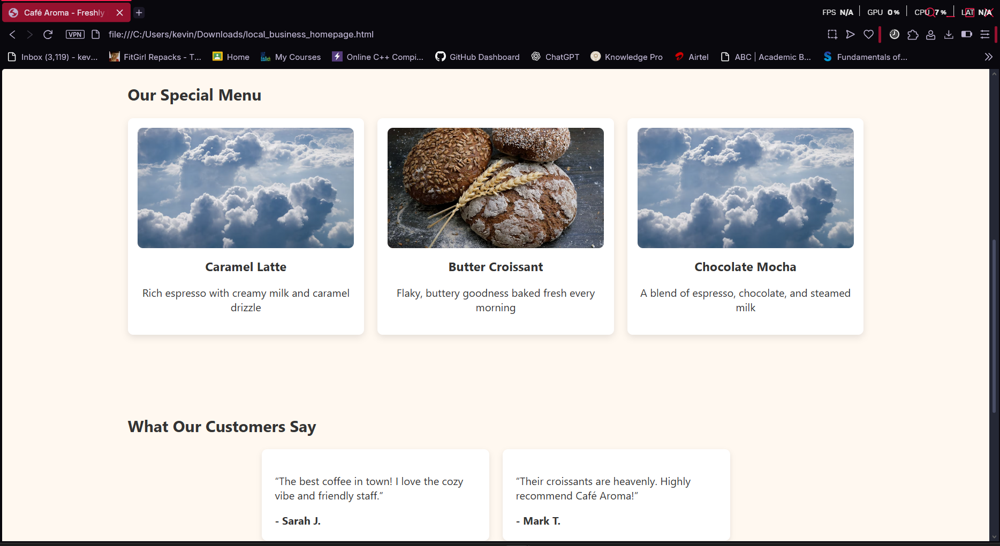 Café Aroma - Freshly
FPS N/A GPU 0% CPU 7% LAT N/A
VPN file:///C:/Users/kevin/Downloads/local_business_homepage.html
Inbox (3,119) - kev... FitGirl Repacks - T... Home My Courses Online C++ Compi... GitHub Dashboard ChatGPT Knowledge Pro Airtel ABC | Academic B... Fundamentals of...
Our Special Menu
Caramel Latte
Rich espresso with creamy milk and caramel
drizzle
Butter Croissant
Flaky, buttery goodness baked fresh every
morning
Chocolate Mocha
A blend of espresso, chocolate, and steamed
milk
What Our Customers Say
“The best coffee in town! I love the cozy
vibe and friendly staff.”
- Sarah J.
“Their croissants are heavenly. Highly
recommend Café Aroma!”
- Mark T.